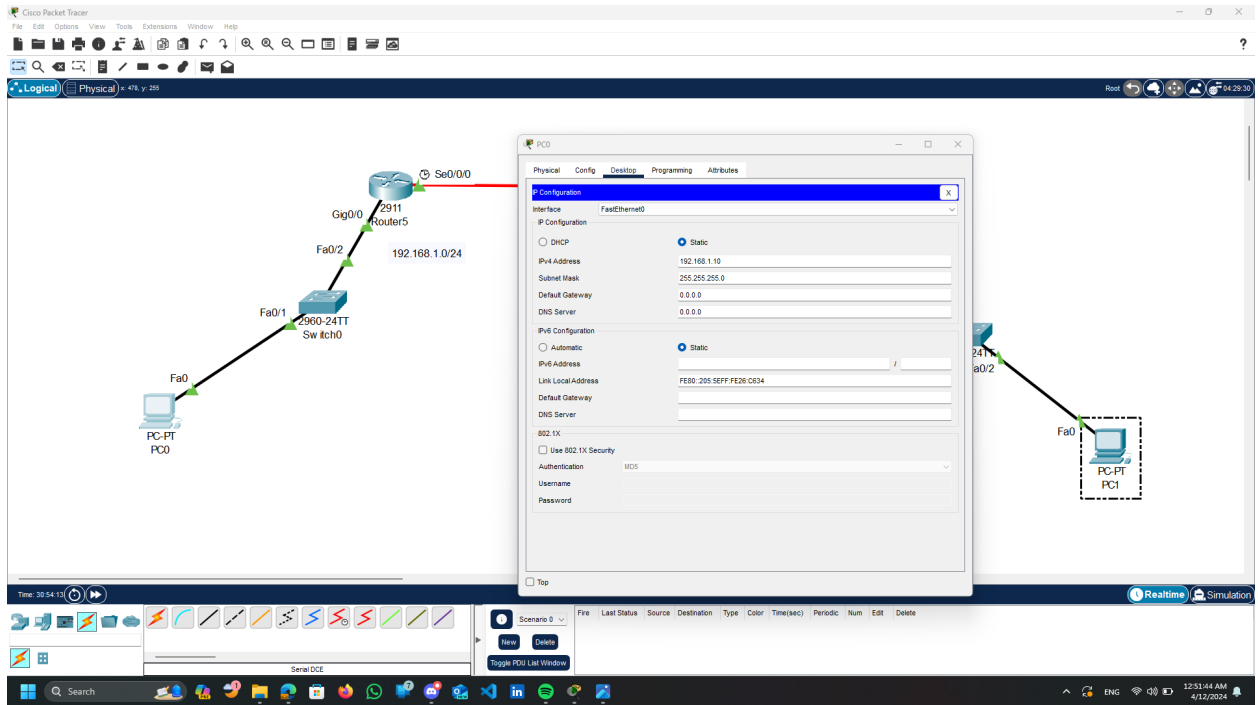 Cisco Packet Tracer
File Edit Options View Tools Extensions Window Help
?
Logical Physical x: 478, y: 255
Root 04:29:30
Se0/0/0
2911
Router5
Gig0/0
Fa0/2
192.168.1.0/24
Fa0/1
2960-24TT
Switch0
Fa0
PC-PT
PC0
PC0
Physical Config Desktop Programming Attributes
IP Configuration X
Interface FastEthernet0
IP Configuration
DHCP Static
IPv4 Address 192.168.1.10
Subnet Mask 255.255.255.0
Default Gateway 0.0.0.0
DNS Server 0.0.0.0
IPv6 Configuration
Automatic Static
IPv6 Address /
Link Local Address FE80::205:5EFF:FE26:C634
Default Gateway
DNS Server
802.1X
Use 802.1X Security
Authentication MD5
Username
Password
Top
24TT
a0/2
Fa0
PC-PT
PC1
Time: 30:54:13
Realtime Simulation
Scenario 0
New Delete
Toggle PDU List Window
Fire Last Status Source Destination Type Color Time(sec) Periodic Num Edit Delete
Serial DCE
Search
7
ENG
12:51:44 AM
4/12/2024